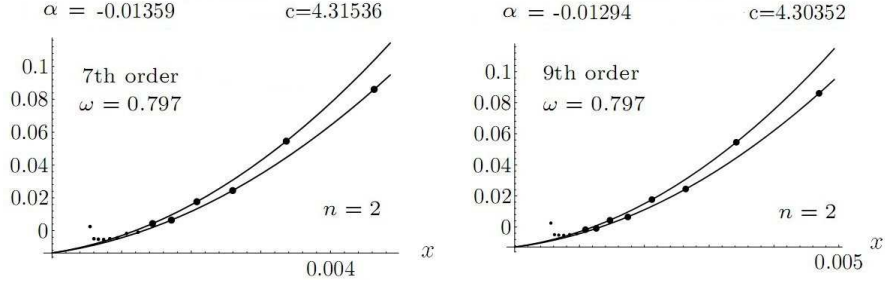 α = -0.01359 c=4.31536
0.1
0.08
0.06
0.04
0.02
0
7th order
ω = 0.797
n = 2
0.004
x
α = -0.01294 c=4.30352
0.1
0.08
0.06
0.04
0.02
0
9th order
ω = 0.797
n = 2
0.005
x